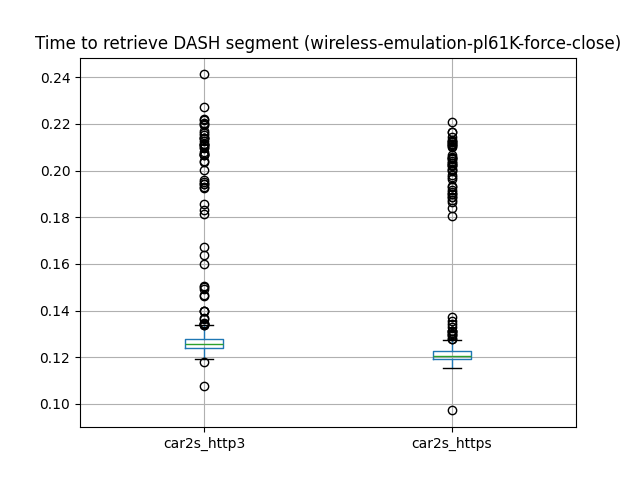 Time to retrieve DASH segment (wireless-emulation-pl61K-force-close)
0.24
0.22
0.20
0.18
0.16
0.14
0.12
0.10
car2s_http3
car2s_https